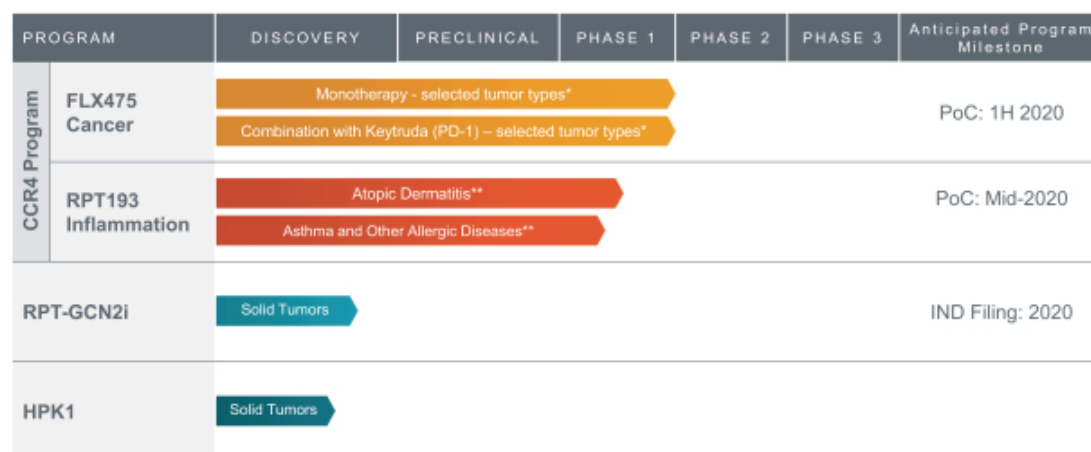 PROGRAM DISCOVERY PRECLINICAL PHASE 1 PHASE 2 PHASE 3 Anticipated Program
Milestone
CCR4 Program
FLX475
Cancer
Monotherapy - selected tumor types*
Combination with Keytruda (PD-1) – selected tumor types*
PoC: 1H 2020
RPT193
Inflammation
Atopic Dermatitis**
Asthma and Other Allergic Diseases**
PoC: Mid-2020
RPT-GCN2i
Solid Tumors
IND Filing: 2020
HPK1
Solid Tumors